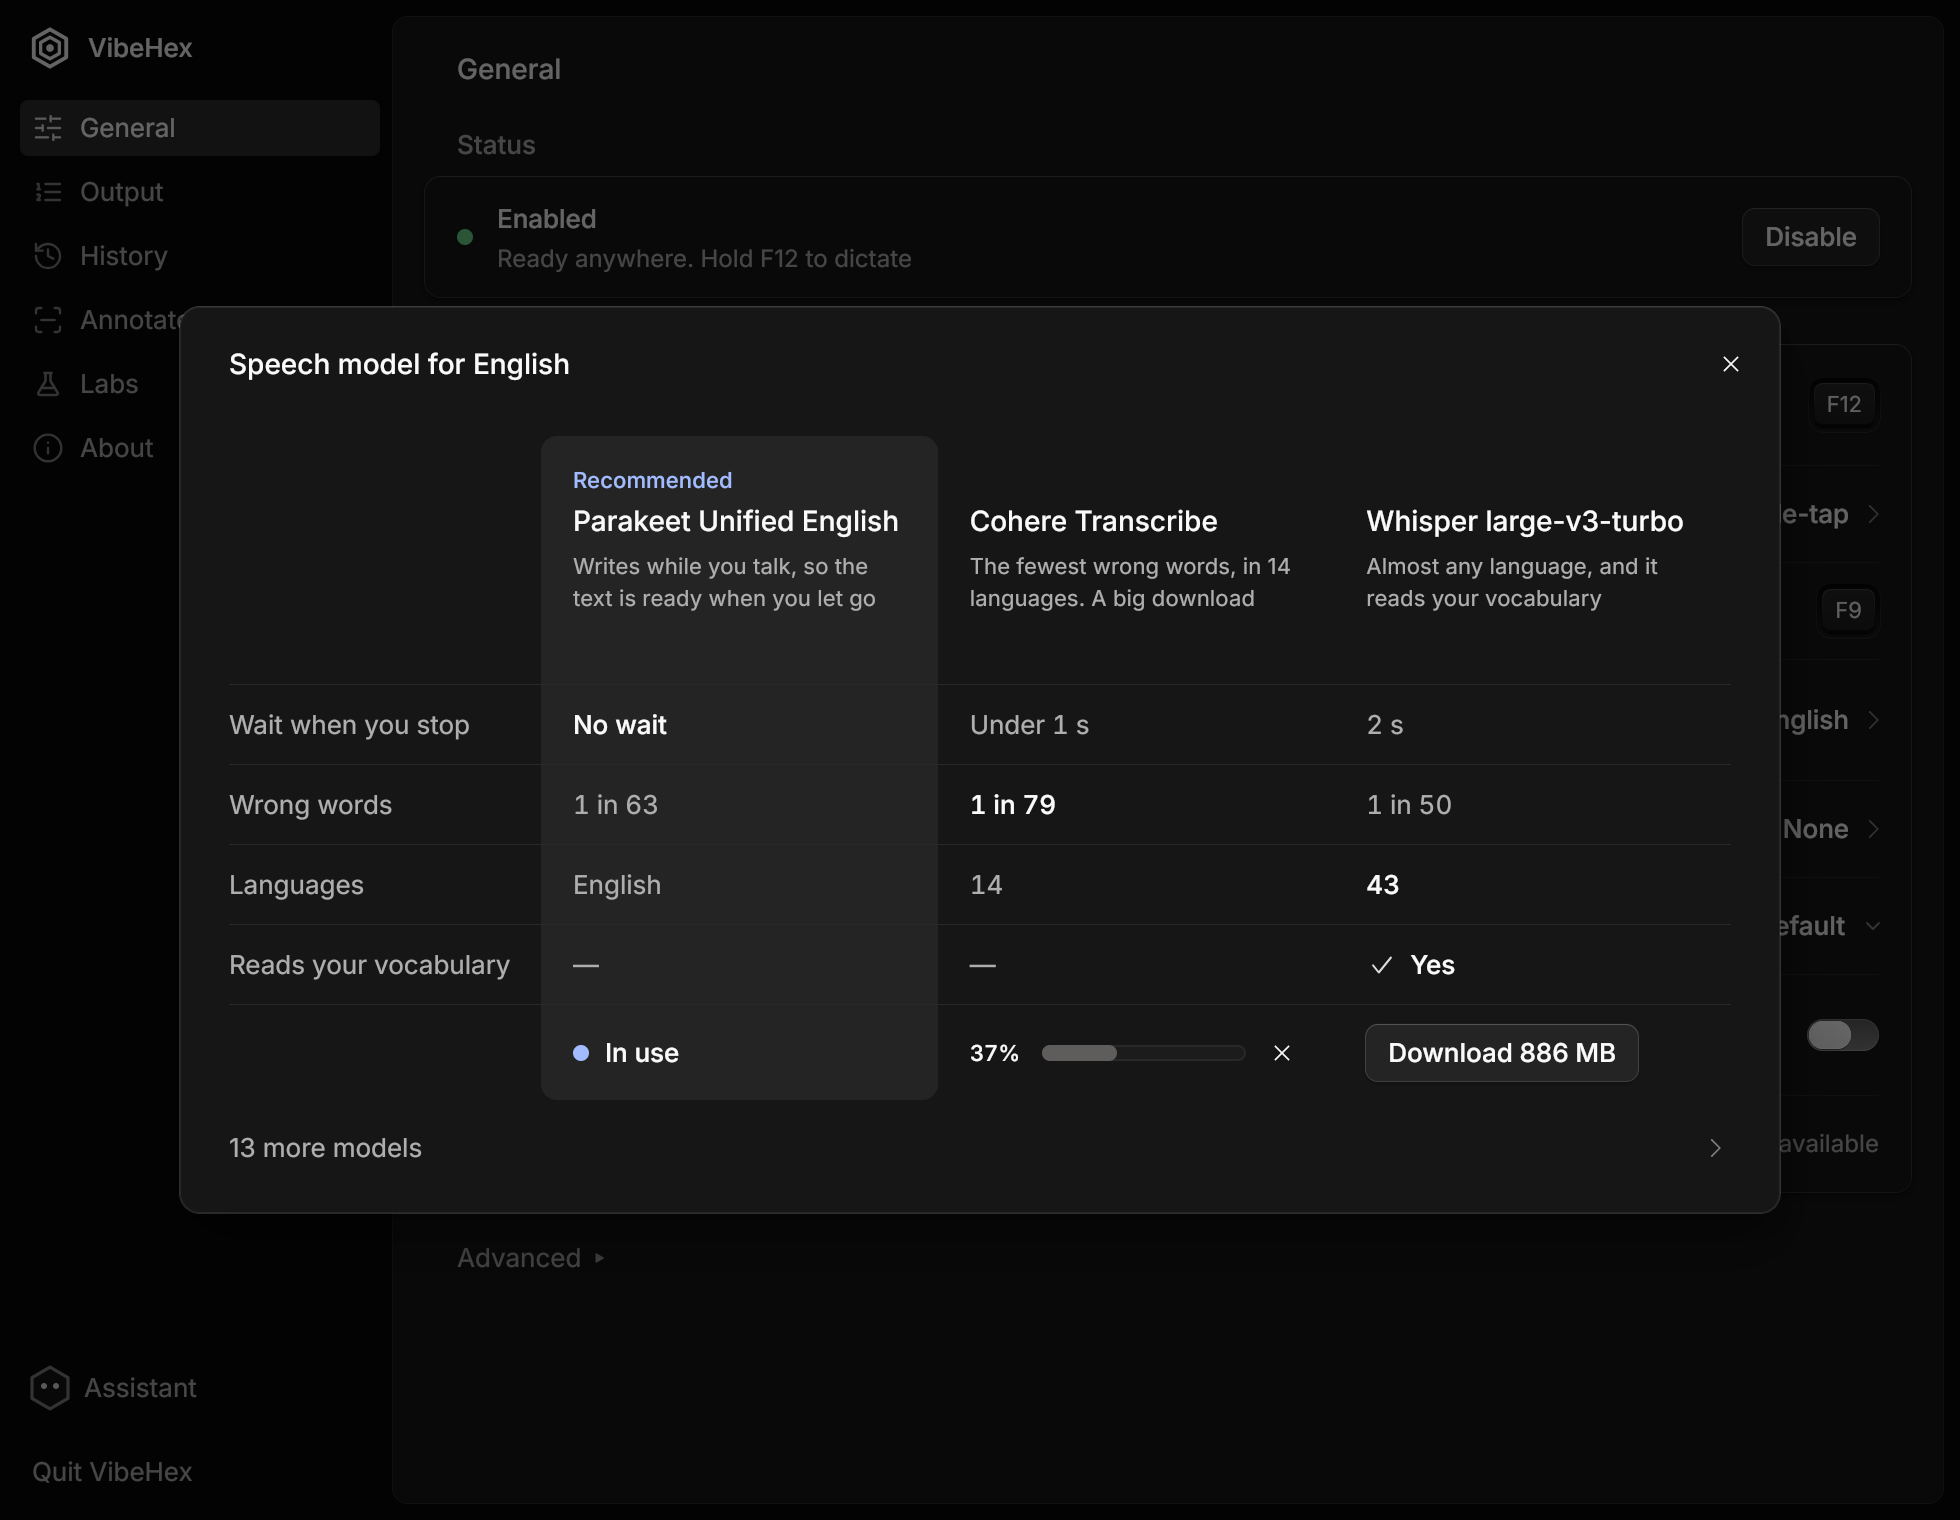 VibeHex
General
Output
History
Annotate
Labs
About
Assistant
Quit VibeHex
General
Status
Enabled
Ready anywhere. Hold F12 to dictate
Disable
F12
F9
None
available
Advanced
Speech model for English
Recommended
Parakeet Unified English
Writes while you talk, so the
text is ready when you let go
Cohere Transcribe
The fewest wrong words, in 14
languages. A big download
Whisper large-v3-turbo
Almost any language, and it
reads your vocabulary
Wait when you stop No wait Under 1 s 2 s
Wrong words 1 in 63 1 in 79 1 in 50
Languages English 14 43
Reads your vocabulary — — Yes
In use 37% Download 886 MB
13 more models